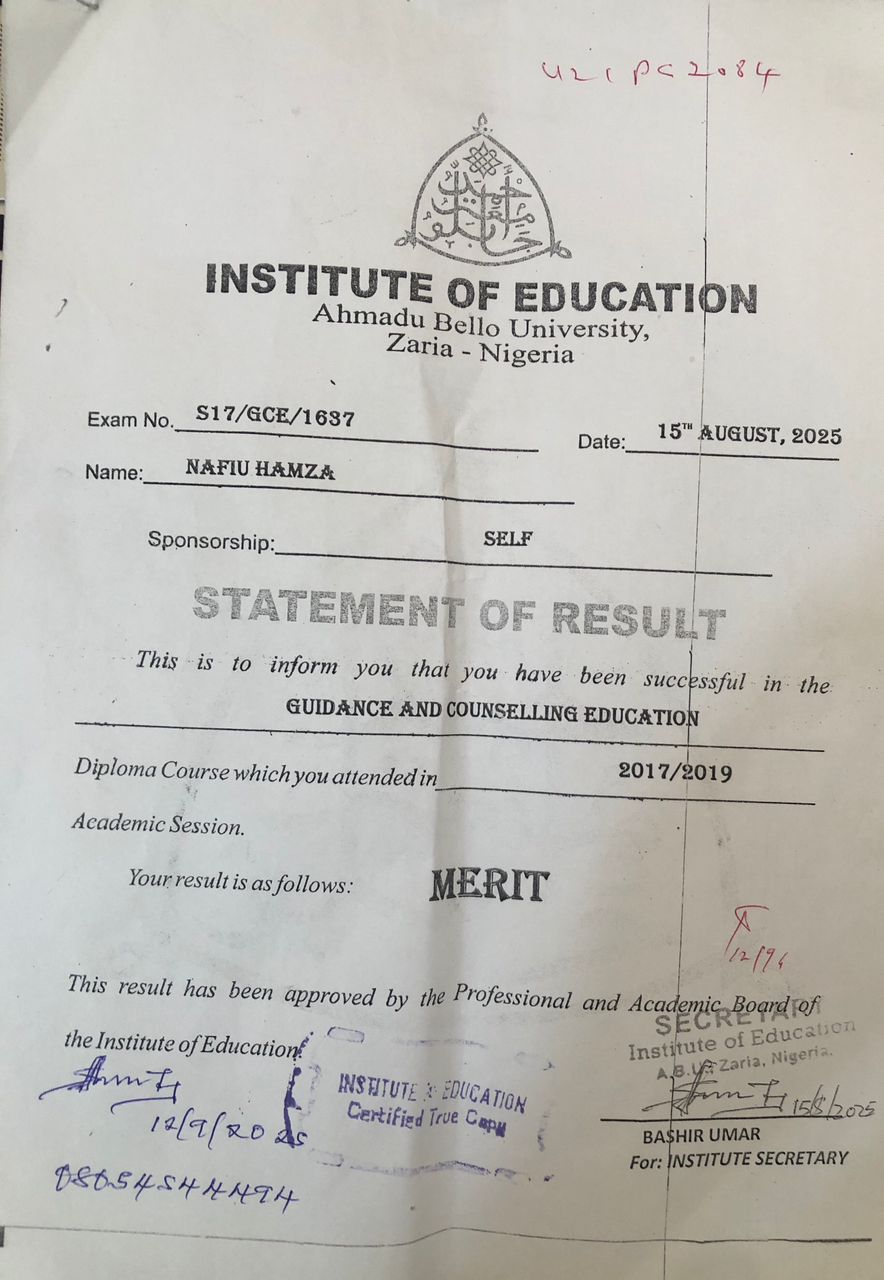 U21PC2084
INSTITUTE OF EDUCATION
Ahmadu Bello University,
Zaria - Nigeria
Exam No. S17/GCE/1637
Date: 15TH AUGUST, 2025
Name: NAFIU HAMZA
Sponsorship: SELF
STATEMENT OF RESULT
This is to inform you that you have been successful in the
GUIDANCE AND COUNSELLING EDUCATION
Diploma Course which you attended in 2017/2019
Academic Session.
Your result is as follows: MERIT
This result has been approved by the Professional and Academic Board of
the Institute of Education.
SECRETARY
Institute of Education
A.B.U. Zaria, Nigeria.
INSTITUTE OF EDUCATION
Certified True Copy
12/9/2025
15/8/2025
BASHIR UMAR
For: INSTITUTE SECRETARY
08054544494